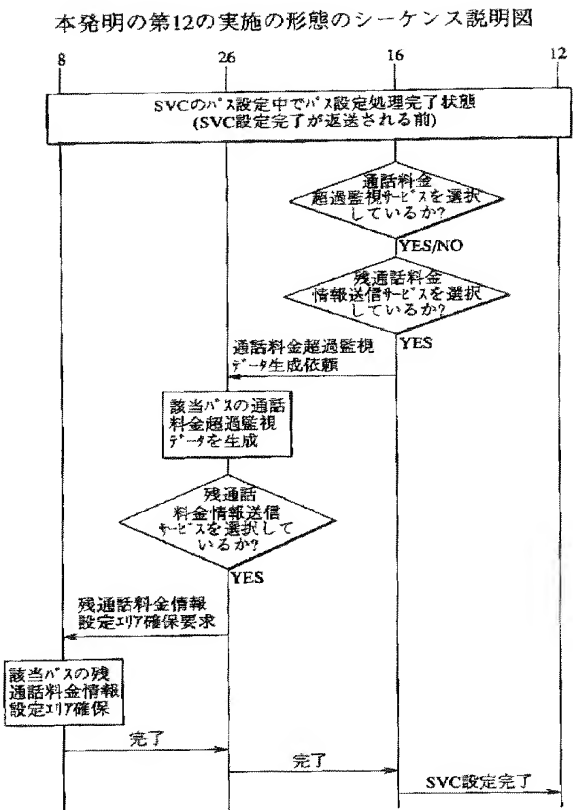 本発明の第12の実施の形態のシーケンス説明図
8 26 16 12
SVCのパス設定中でパス設定処理完了状態
(SVC設定完了が返送される前)
通話料金
超過監視サービスを選択
しているか?
YES/NO
残通話料金
情報送信サービスを選択
しているか?
YES
通話料金超過監視
データ生成依頼
該当パスの通話
料金超過監視
データを生成
残通話
料金情報送信
サービスを選択して
いるか?
YES
残通話料金情報
設定エリア確保要求
該当パスの残
通話料金情報
設定エリア確保
完了
完了
SVC設定完了